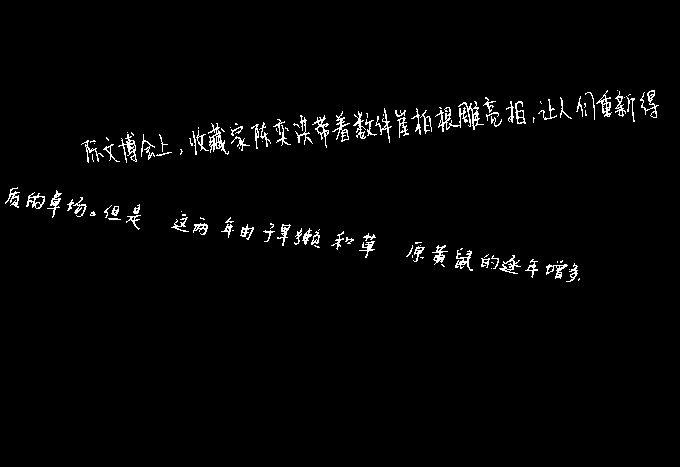 际文博会上,收藏家陈奕洪带着数件崖柏根雕亮相,让人们重新得
质的草场。但是 这两年由于旱獭和草 原黄鼠的逐年增多